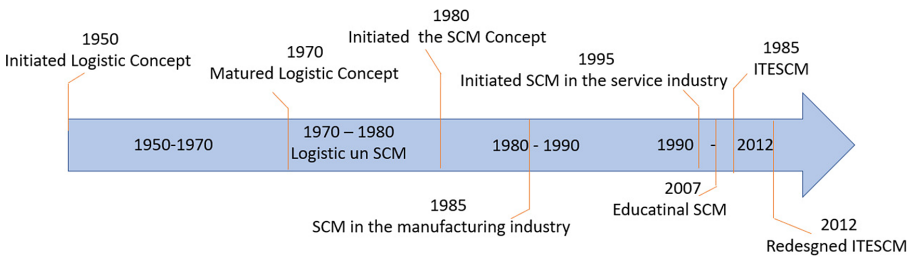 1950
Initiated Logistic Concept
1970
Matured Logistic Concept
1980
Initiated the SCM Concept
1995
Initiated SCM in the service industry
1985
ITESCM
1950-1970
1970 – 1980
Logistic un SCM
1980 - 1990
1990 - 2012
1985
SCM in the manufacturing industry
2007
Educatinal SCM
2012
Redesgned ITESCM